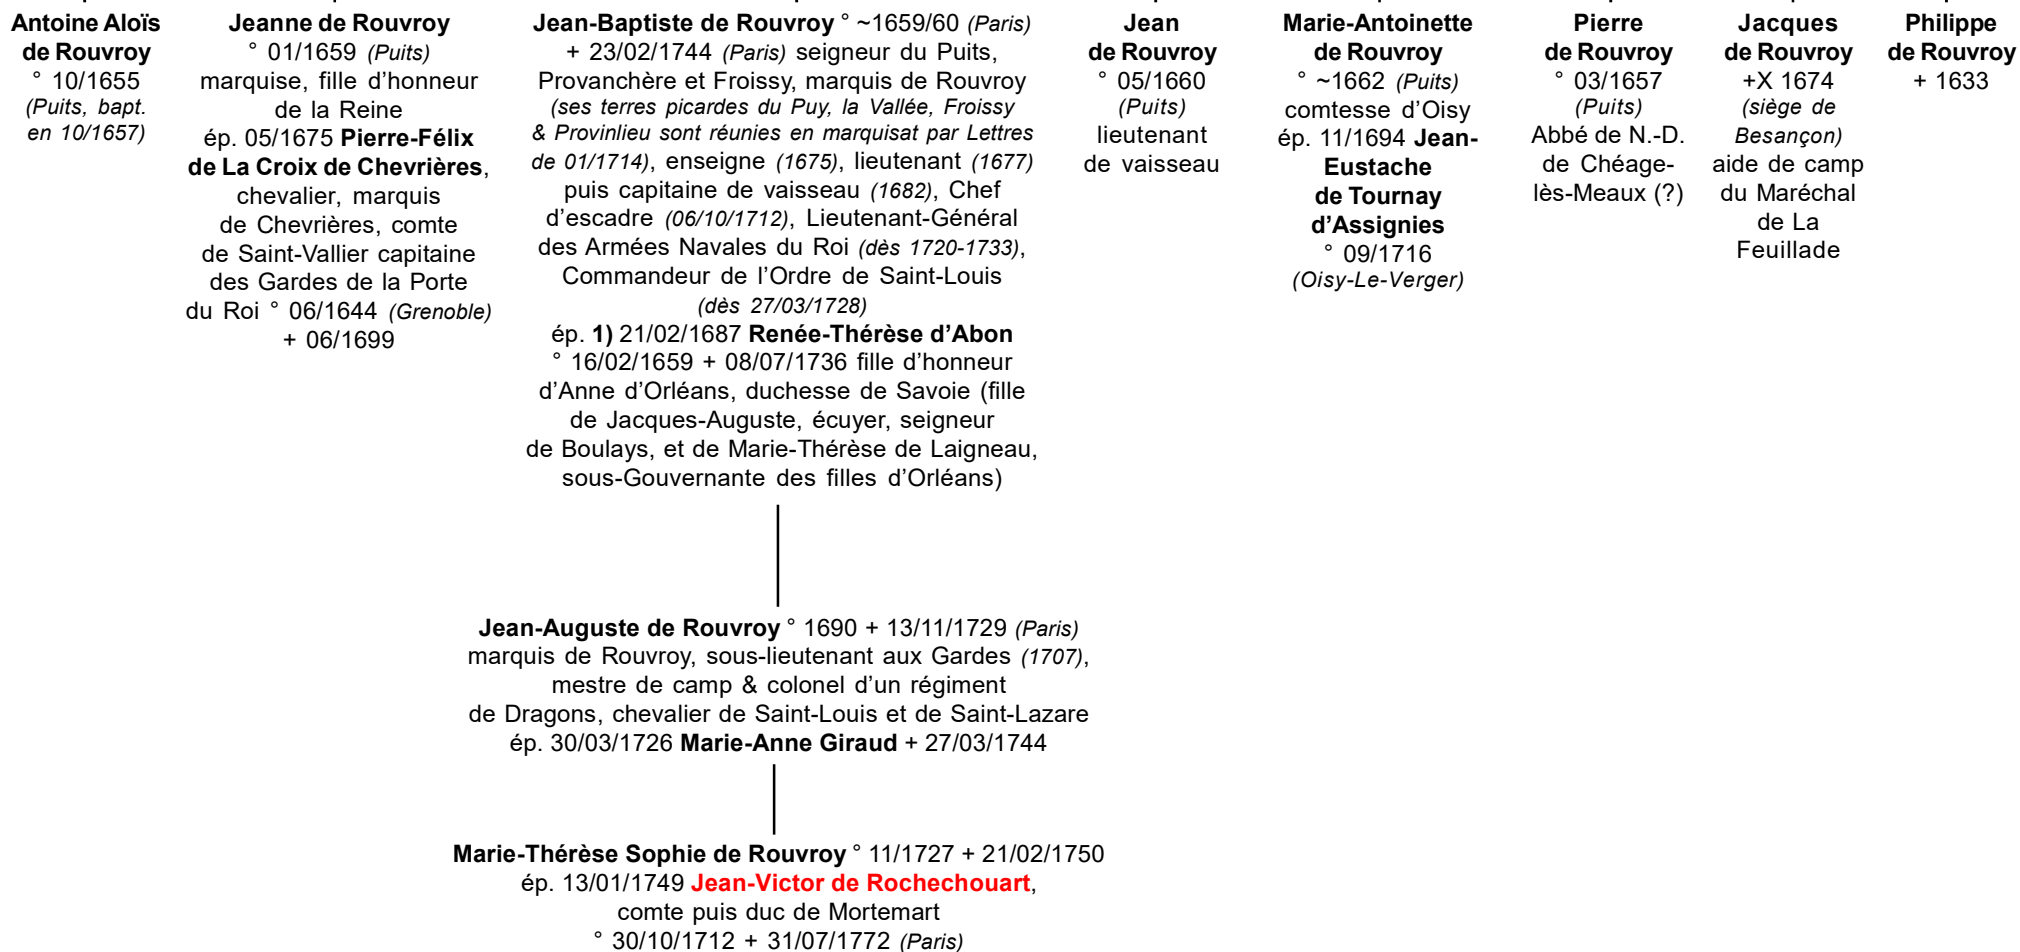 Antoine Aloïs
de Rouvroy
° 10/1655
(Puits, bapt.
en 10/1657)
Jeanne de Rouvroy
° 01/1659 (Puits)
marquise, fille d’honneur
de la Reine
ép. 05/1675 Pierre-Félix
de La Croix de Chevrières,
chevalier, marquis
de Chevrières, comte
de Saint-Vallier capitaine
des Gardes de la Porte
du Roi ° 06/1644 (Grenoble)
+ 06/1699
Jean-Baptiste de Rouvroy ° ~1659/60 (Paris)
+ 23/02/1744 (Paris) seigneur du Puits,
Provanchère et Froissy, marquis de Rouvroy
(ses terres picardes du Puy, la Vallée, Froissy
& Provinlieu sont réunies en marquisat par Lettres
de 01/1714), enseigne (1675), lieutenant (1677)
puis capitaine de vaisseau (1682), Chef
d’escadre (06/10/1712), Lieutenant-Général
des Armées Navales du Roi (dès 1720-1733),
Commandeur de l’Ordre de Saint-Louis
(dès 27/03/1728)
ép. 1) 21/02/1687 Renée-Thérèse d’Abon
° 16/02/1659 + 08/07/1736 fille d’honneur
d’Anne d’Orléans, duchesse de Savoie (fille
de Jacques-Auguste, écuyer, seigneur
de Boulays, et de Marie-Thérèse de Laigneau,
sous-Gouvernante des filles d’Orléans)
Jean
de Rouvroy
° 05/1660
(Puits)
lieutenant
de vaisseau
Marie-Antoinette
de Rouvroy
° ~1662 (Puits)
comtesse d’Oisy
ép. 11/1694 Jean-
Eustache
de Tournay
d’Assignies
° 09/1716
(Oisy-Le-Verger)
Pierre
de Rouvroy
° 03/1657
(Puits)
Abbé de N.-D.
de Chéage-
lès-Meaux (?)
Jacques
de Rouvroy
+X 1674
(siège de
Besançon)
aide de camp
du Maréchal
de La
Feuillade
Philippe
de Rouvroy
+ 1633
Jean-Auguste de Rouvroy ° 1690 + 13/11/1729 (Paris)
marquis de Rouvroy, sous-lieutenant aux Gardes (1707),
mestre de camp & colonel d’un régiment
de Dragons, chevalier de Saint-Louis et de Saint-Lazare
ép. 30/03/1726 Marie-Anne Giraud + 27/03/1744
Marie-Thérèse Sophie de Rouvroy ° 11/1727 + 21/02/1750
ép. 13/01/1749 Jean-Victor de Rochechouart,
comte puis duc de Mortemart
° 30/10/1712 + 31/07/1772 (Paris)